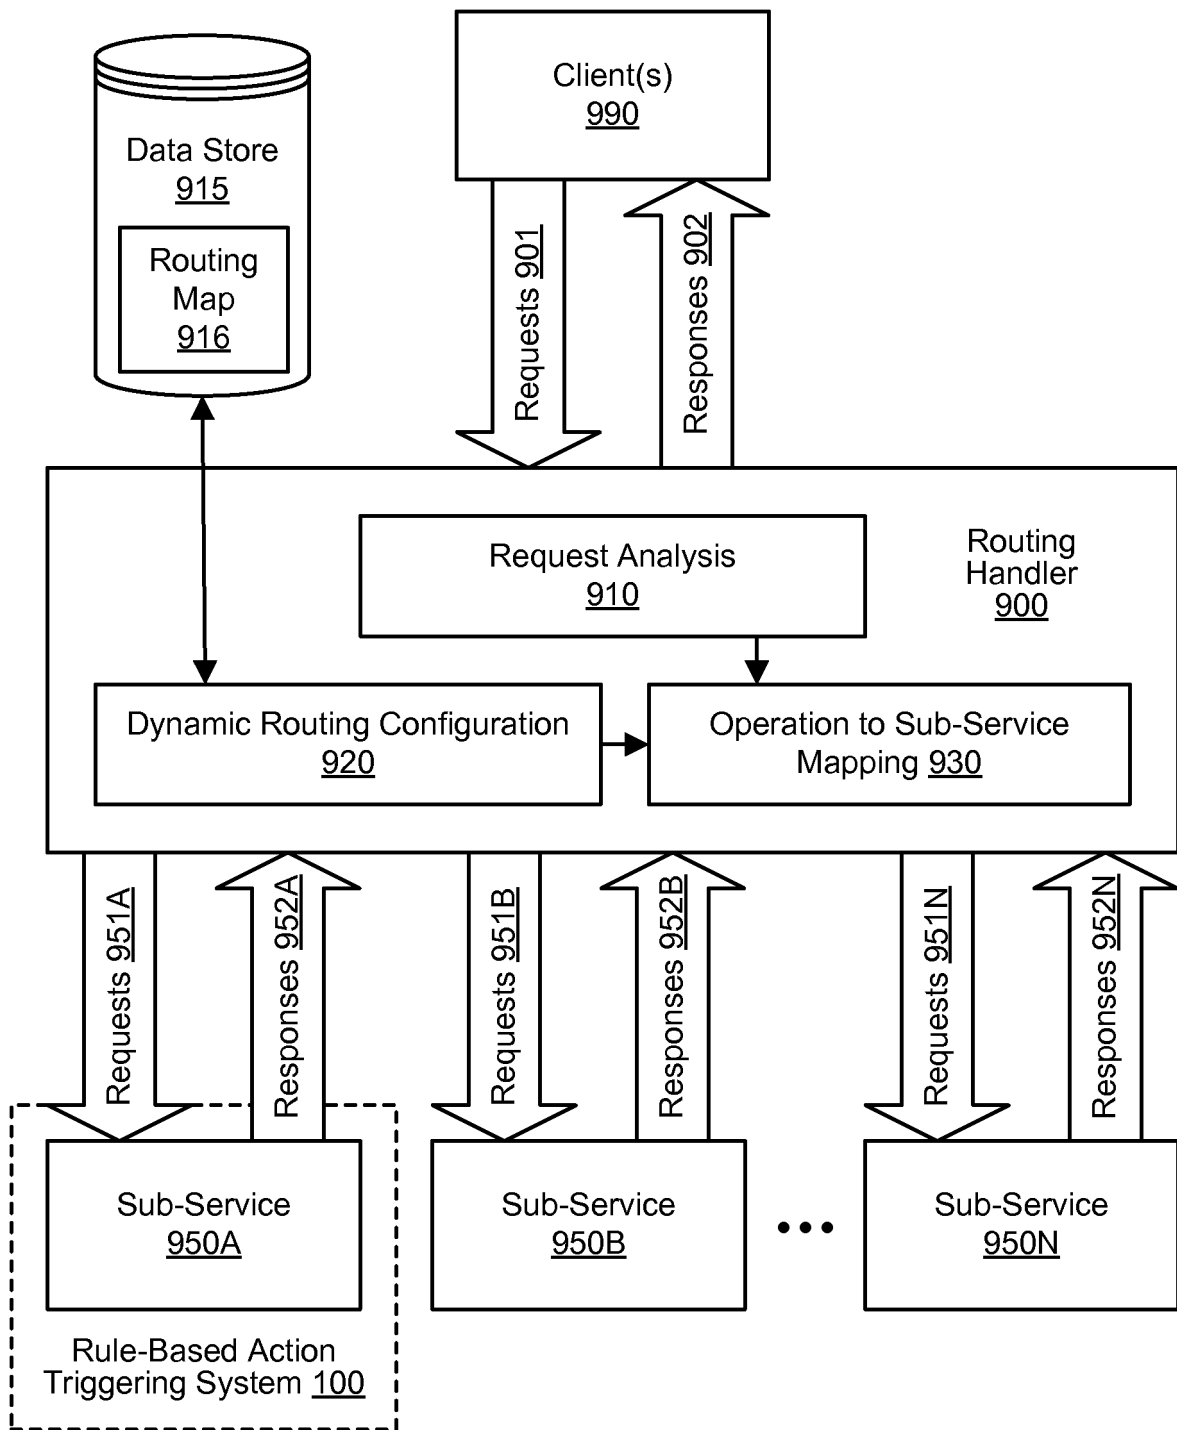 Client(s)
990
Data Store
915
Routing
Map
916
Requests 901
Responses 902
Request Analysis
910
Routing
Handler
900
Dynamic Routing Configuration
920
Operation to Sub-Service
Mapping 930
Requests 951A
Responses 952A
Requests 951B
Responses 952B
Requests 951N
Responses 952N
Sub-Service
950A
Sub-Service
950B
Sub-Service
950N
Rule-Based Action
Triggering System 100